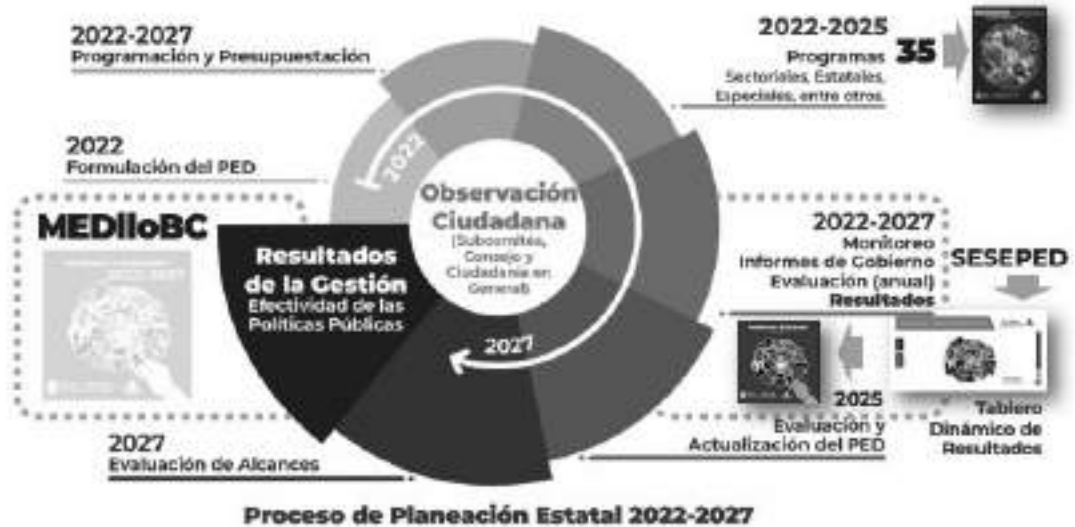 2022-2027
Programación y Presupuestación
2022
Formulación del PED
MEDIIoBC
2022-2027
Resultados
de la Gestión
Efectividad de las
Políticas Públicas
2027
Evaluación de Alcances
2022
Observación
Ciudadana
(Subcomités,
Consejo y
Ciudadanía en
General)
2027
2022-2025
Programas 35
Sectoriales, Estatales,
Especiales, entre otros.
2022-2027
Monitoreo
Informes de Gobierno
Evaluación (anual)
Resultados
SESEPED
2025
Evaluación y
Actualización del PED
Tablero
Dinámico de
Resultados
Proceso de Planeación Estatal 2022-2027